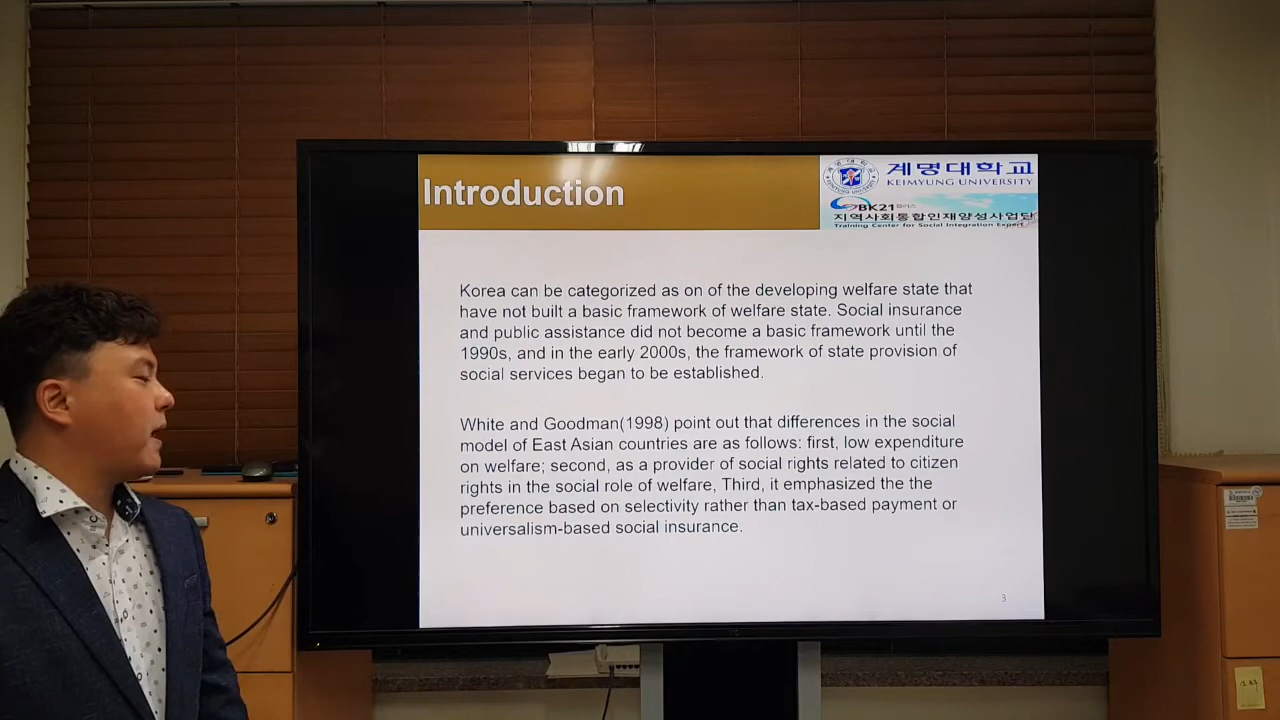 Introduction
계명대학교
KEIMYUNG UNIVERSITY
BK21플러스
지역사회통합인재양성사업단
Training Center for Social Integration Expert
Korea can be categorized as on of the developing welfare state that
have not built a basic framework of welfare state. Social insurance
and public assistance did not become a basic framework until the
1990s, and in the early 2000s, the framework of state provision of
social services began to be established.
White and Goodman(1998) point out that differences in the social
model of East Asian countries are as follows: first, low expenditure
on welfare; second, as a provider of social rights related to citizen
rights in the social role of welfare, Third, it emphasized the the
preference based on selectivity rather than tax-based payment or
universalism-based social insurance.
3